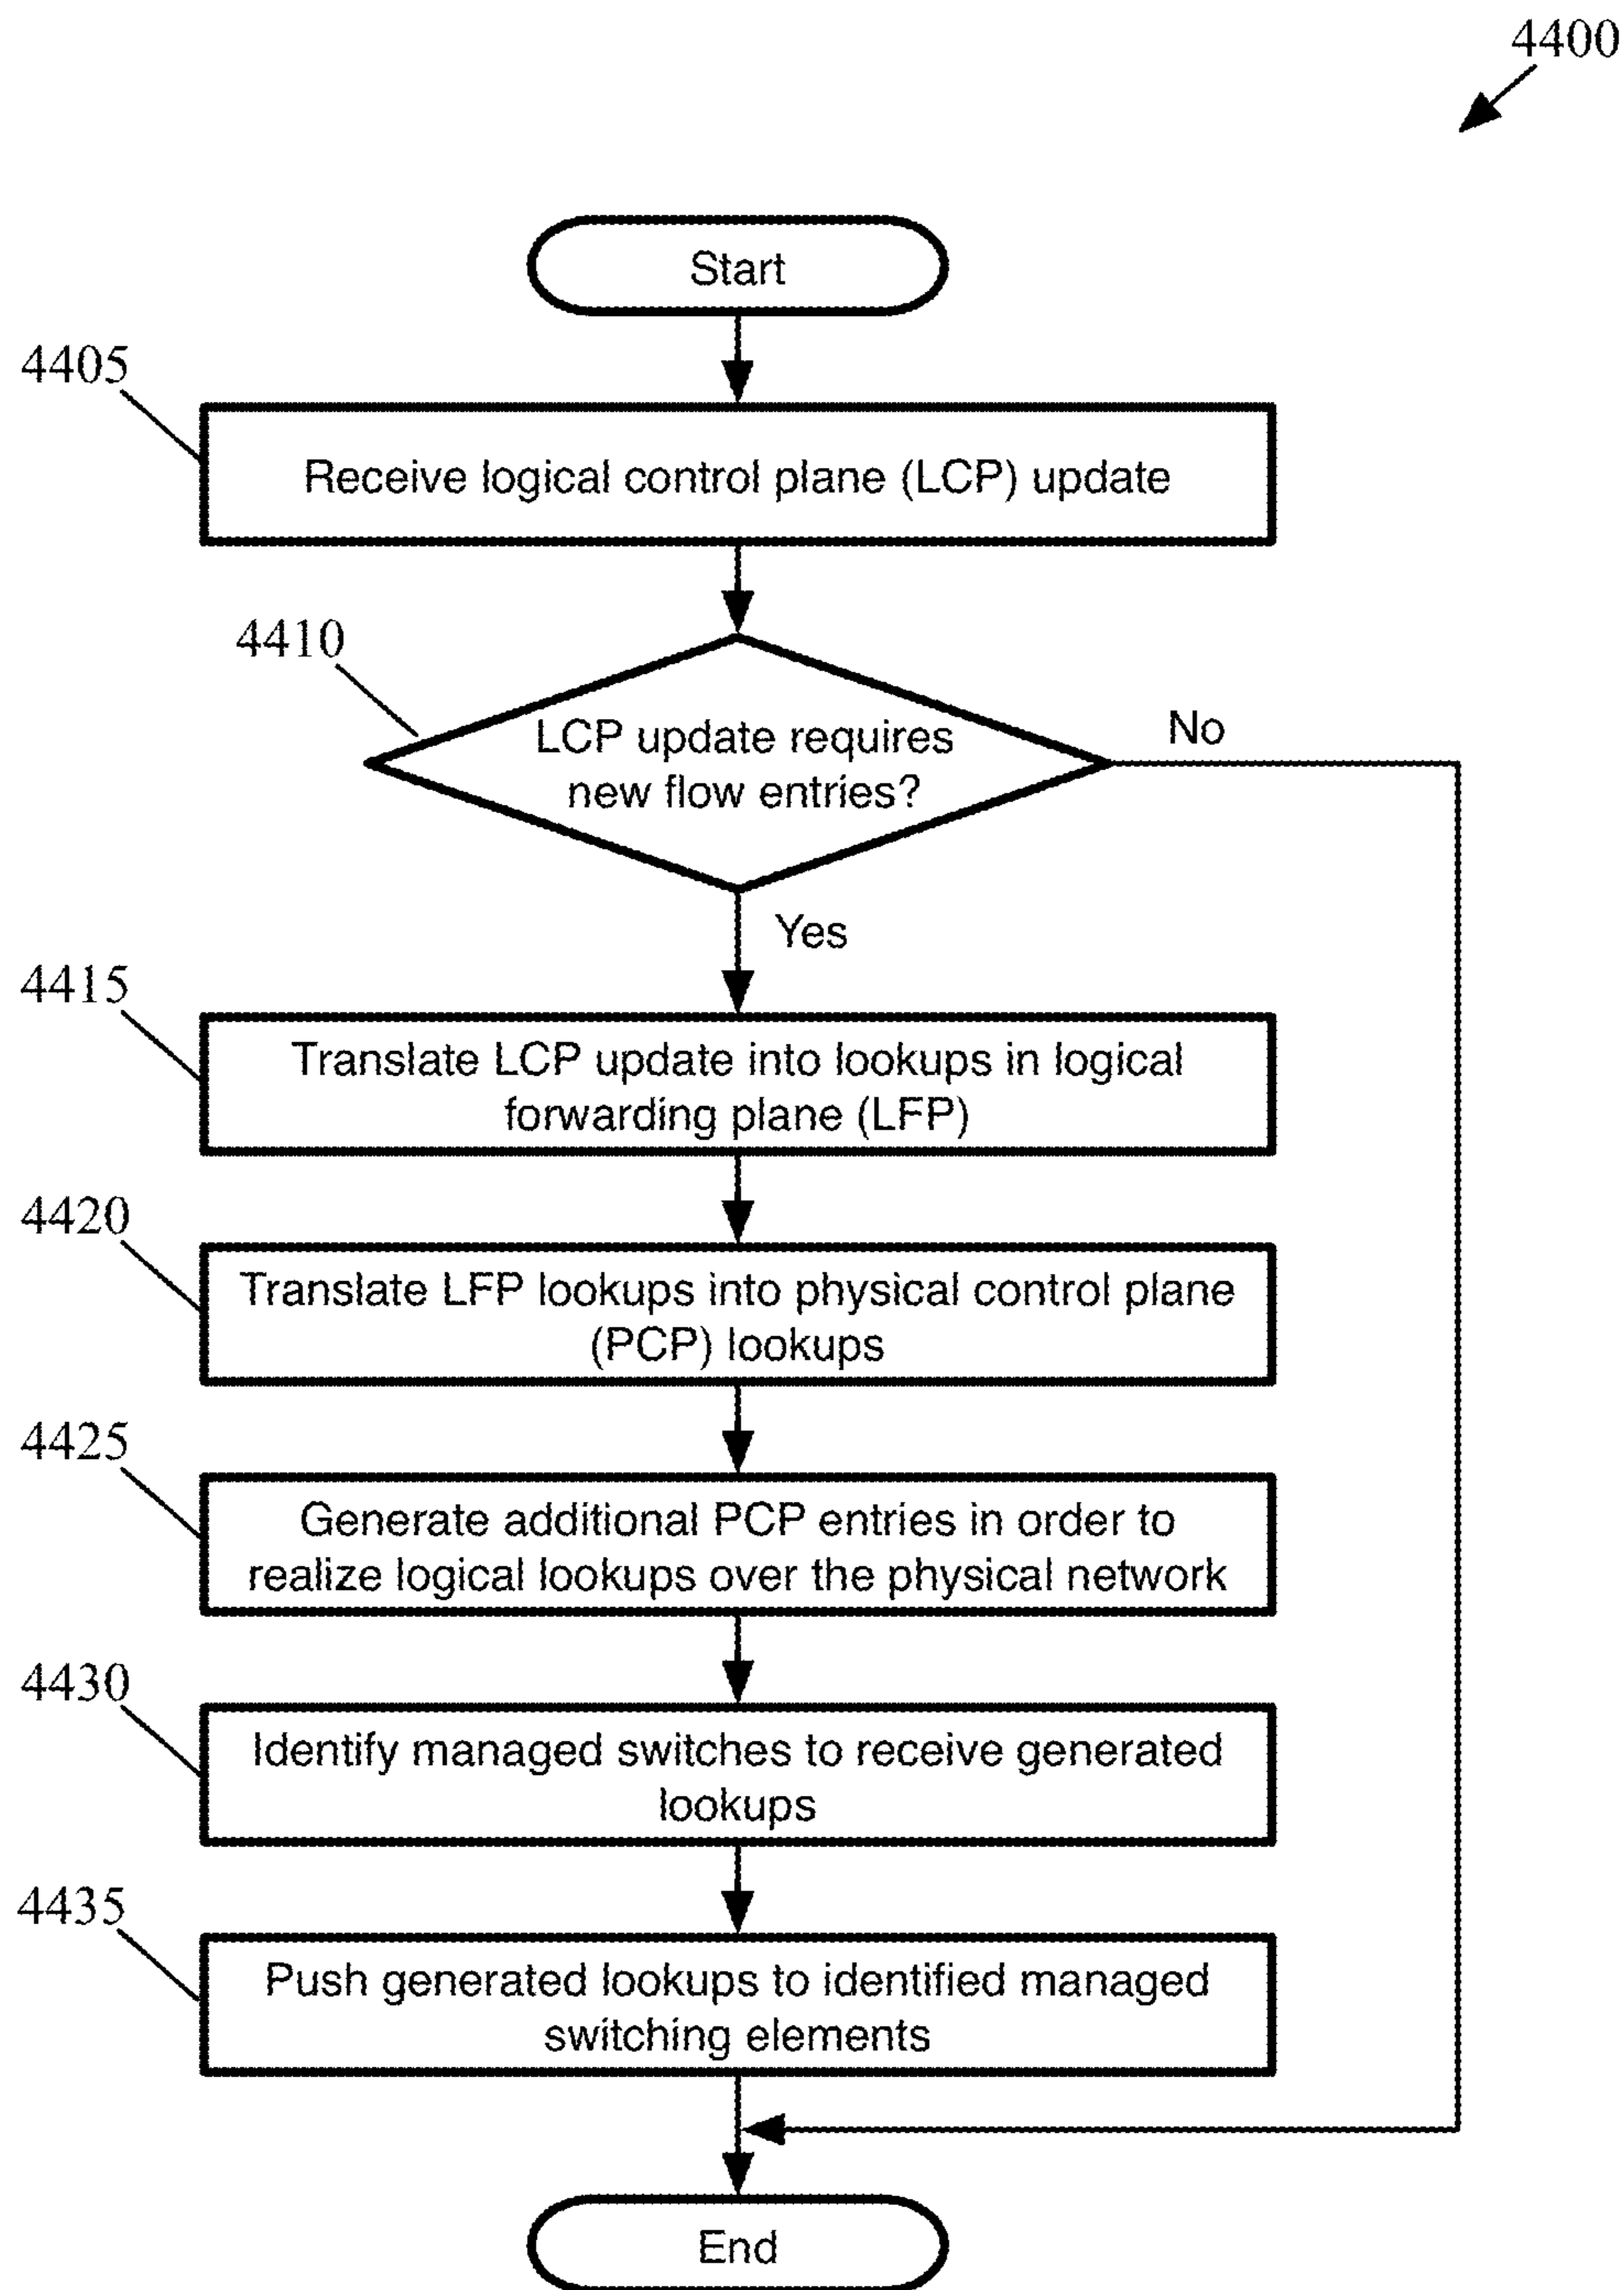 4400
Start
4405
Receive logical control plane (LCP) update
4410
LCP update requires
new flow entries?
No
Yes
4415
Translate LCP update into lookups in logical
forwarding plane (LFP)
4420
Translate LFP lookups into physical control plane
(PCP) lookups
4425
Generate additional PCP entries in order to
realize logical lookups over the physical network
4430
Identify managed switches to receive generated
lookups
4435
Push generated lookups to identified managed
switching elements
End